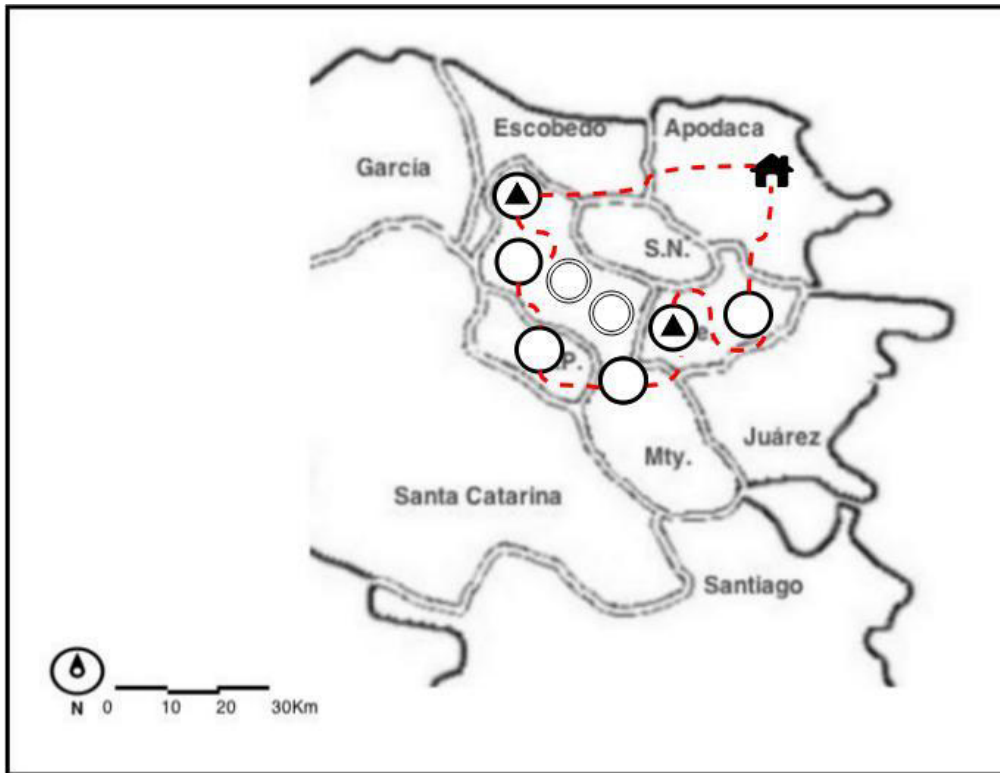 Escobedo
Apodaca
García
S.N.
P.
Juárez
Mty.
Santa Catarina
Santiago
N 0 10 20 30Km